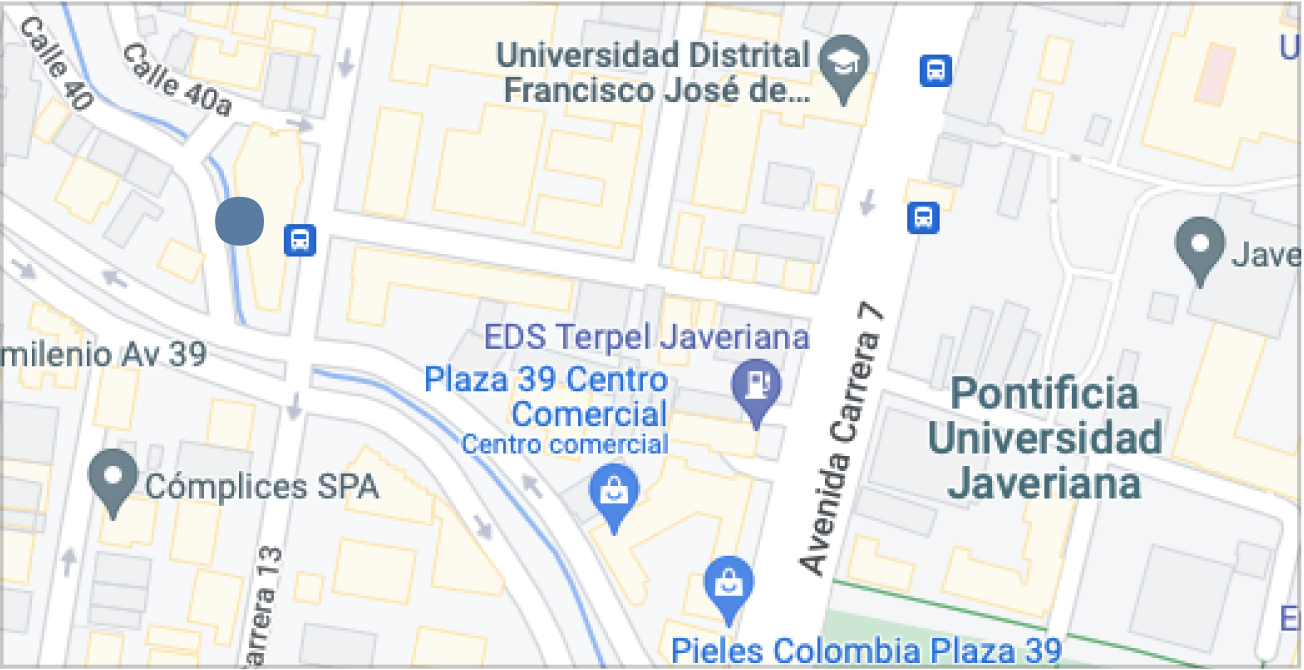 Calle 40
Calle 40a
Universidad Distrital
Francisco José de...
U
Jave
EDS Terpel Javeriana
milenio Av 39
Plaza 39 Centro
Comercial
Centro comercial
Avenida Carrera 7
Pontificia
Universidad
Javeriana
Cómplices SPA
arrera 13
E
Pieles Colombia Plaza 39